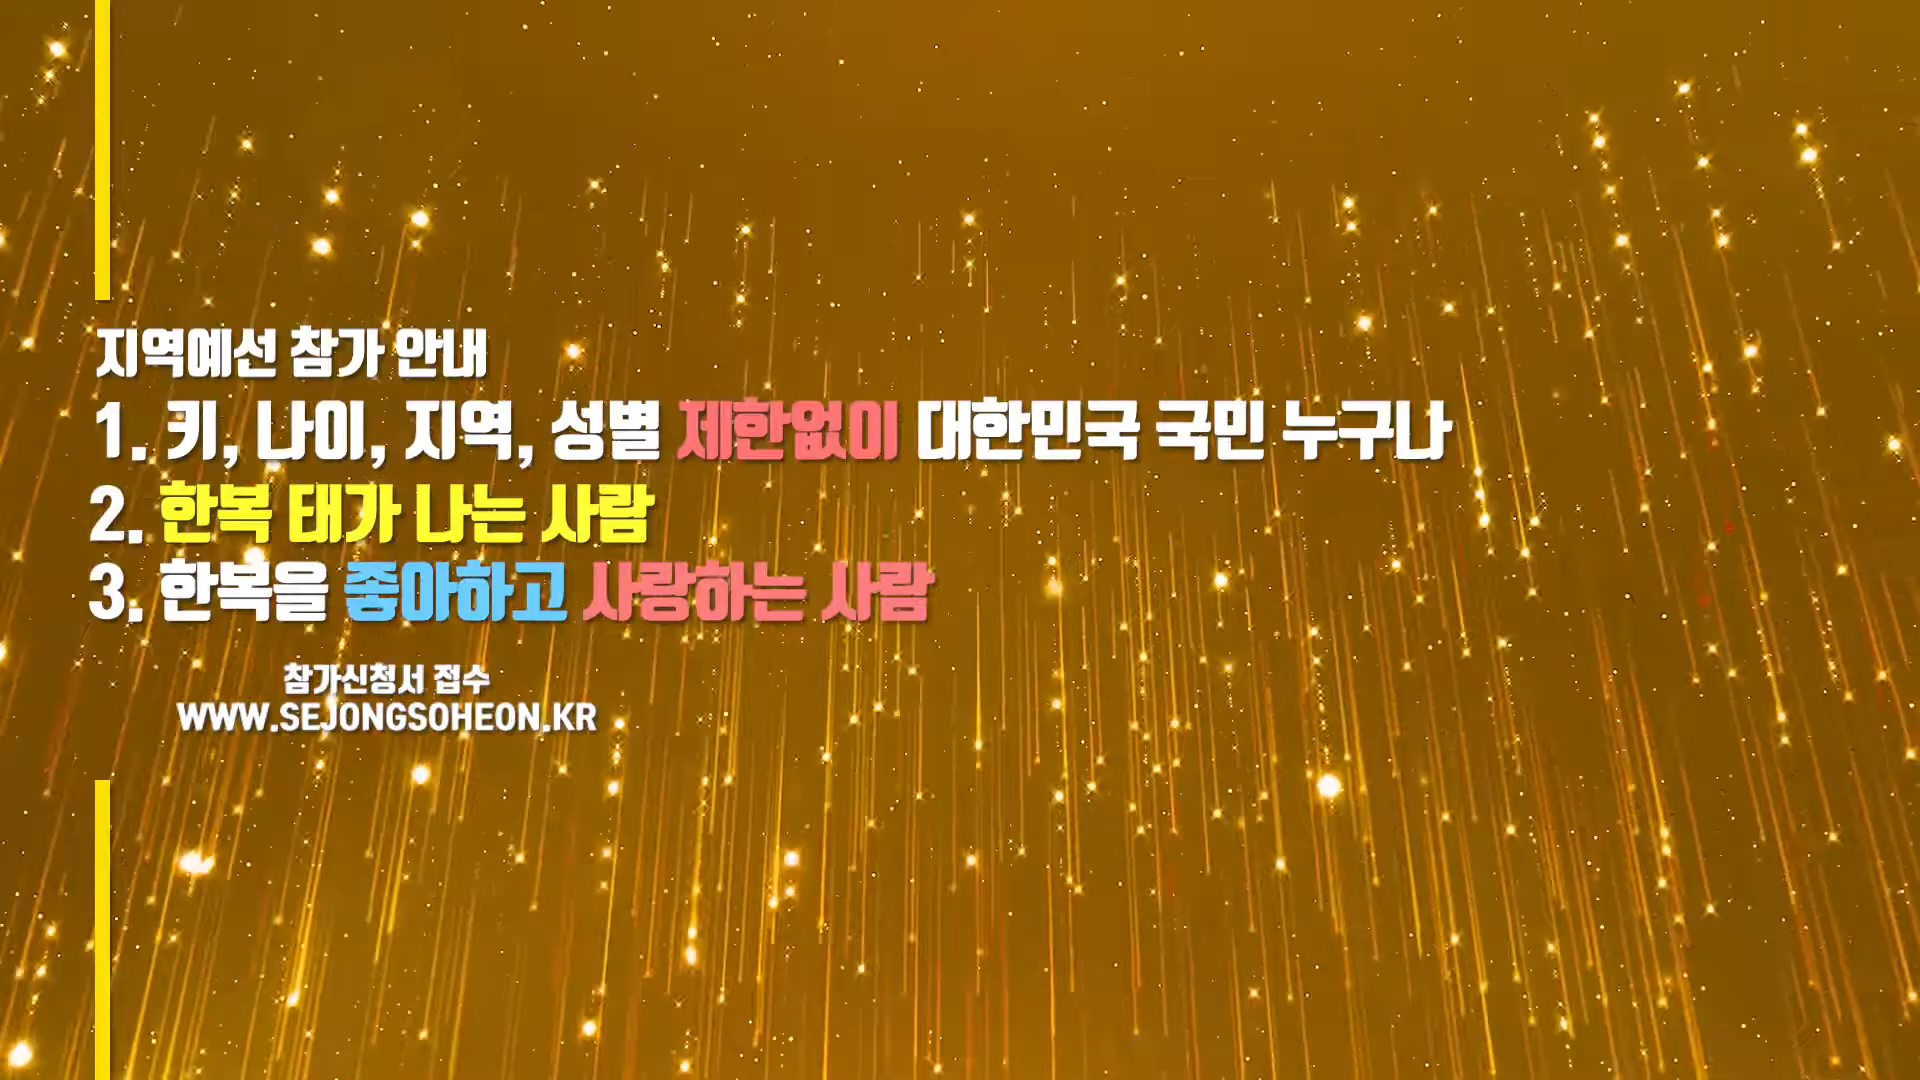 지역예선 참가 안내
1. 키, 나이, 지역, 성별 제한없이 대한민국 국민 누구나
2. 한복 태가 나는 사람
3. 한복을 좋아하고 사랑하는 사람
참가신청서 접수
WWW.SEJONGSOHEON.KR